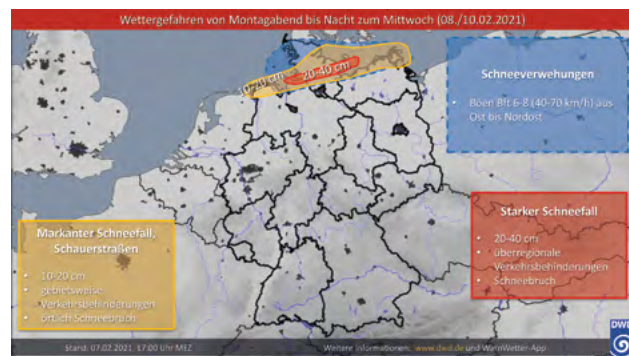 Wettergefahren von Montagabend bis Nacht zum Mittwoch (08./10.02.2021)
10-20 cm
20-40 cm
Schneeverwehungen
• Böen Bft 6-8 (40-70 km/h) aus
Ost bis Nordost
Markanter Schneefall,
Schauerstraßen
• 10-20 cm
• gebietsweise
Verkehrsbehinderungen
• örtlich Schneebruch
Starker Schneefall
• 20-40 cm
• überregionale
Verkehrsbehinderungen
• Schneebruch
DWD
Stand: 07.02.2021, 17:00 Uhr MEZ
Weitere Informationen: www.dwd.de und WarnWetter-App